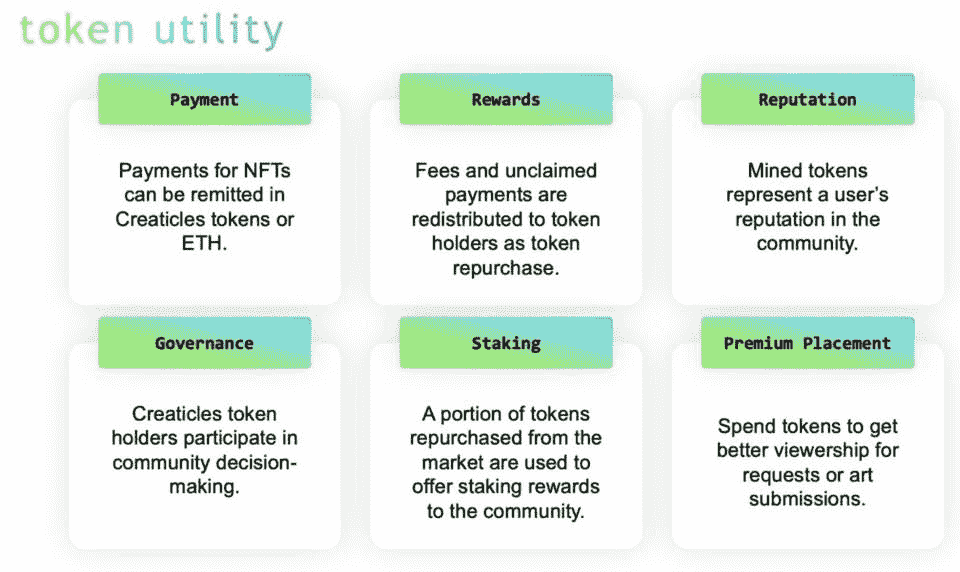 token utility
Payment
Payments for NFTs
can be remitted in
Creaticles tokens or
ETH.
Rewards
Fees and unclaimed
payments are
redistributed to token
holders as token
repurchase.
Reputation
Mined tokens
represent a user's
reputation in the
community.
Governance
Creaticles token
holders participate in
community decision-
making.
Staking
A portion of tokens
repurchased from the
market are used to
offer staking rewards
to the community.
Premium Placement
Spend tokens to get
better viewership for
requests or art
submissions.